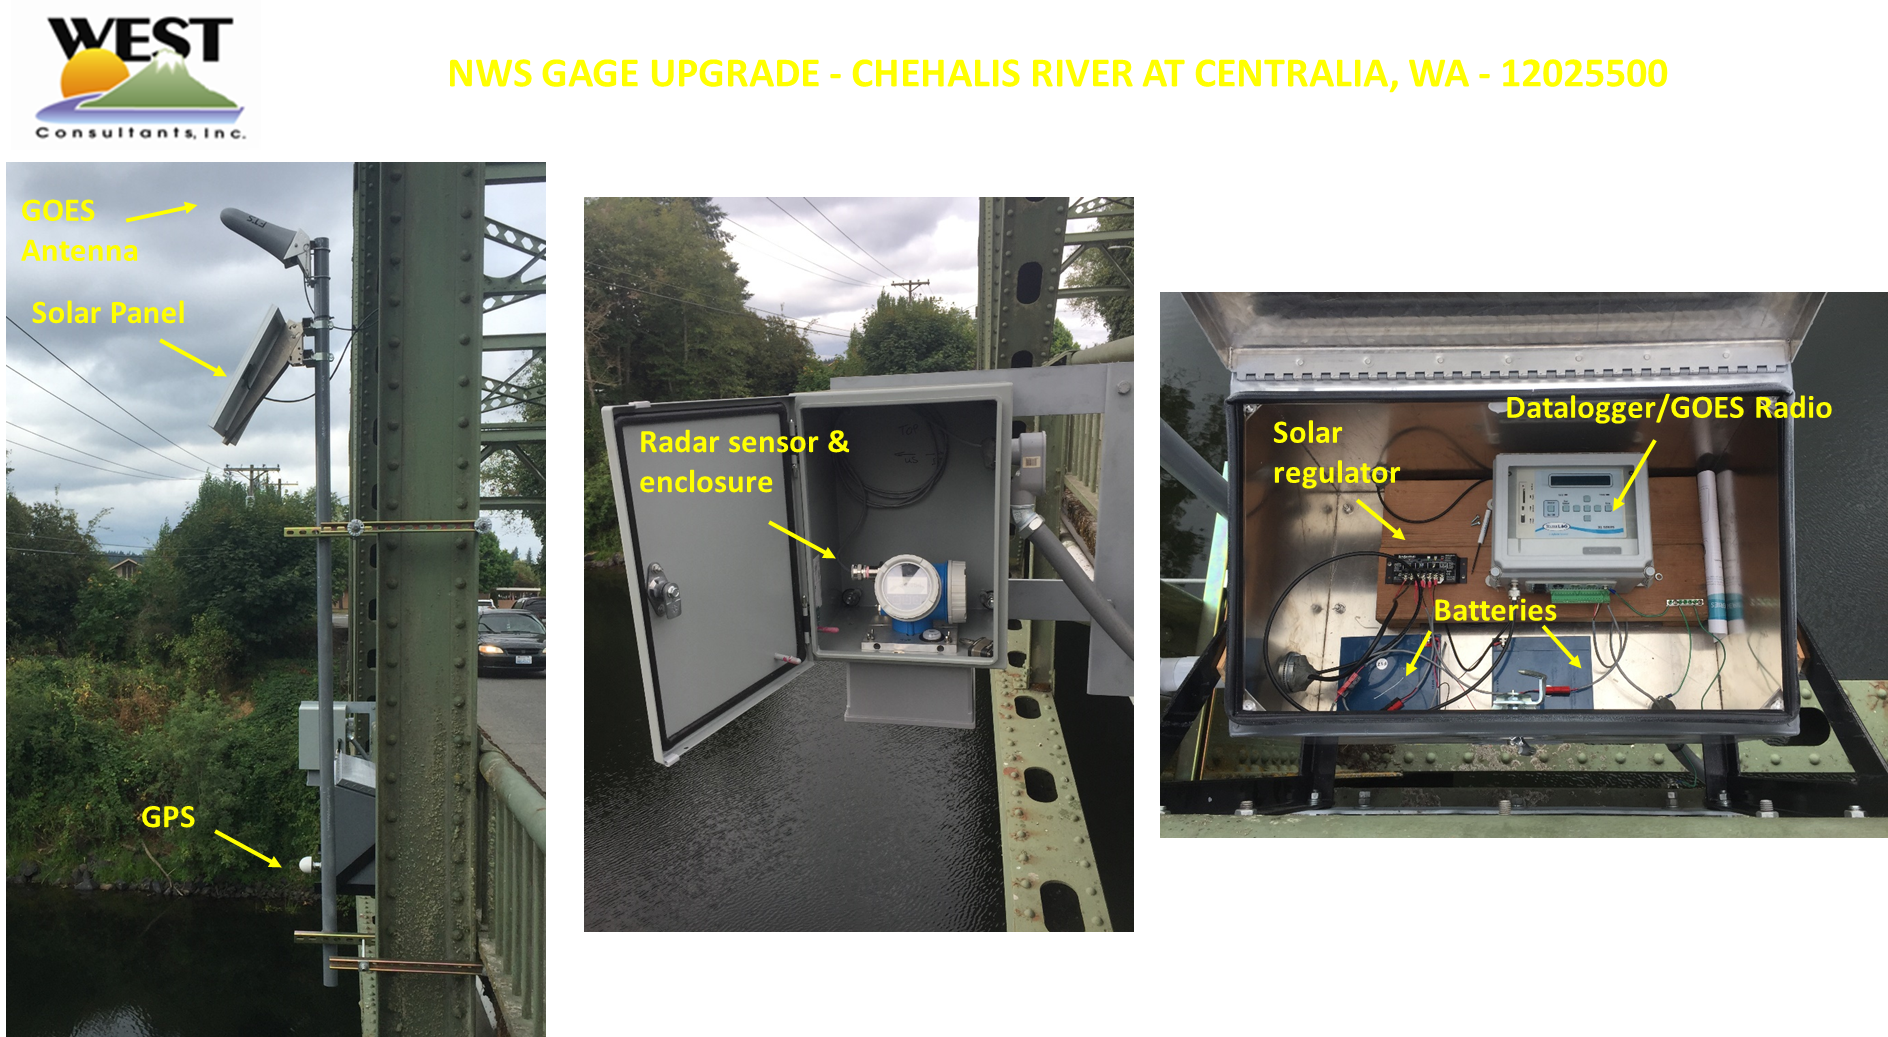 WEST
Consultants, Inc.
NWS GAGE UPGRADE - CHEHALIS RIVER AT CENTRALIA, WA - 12025500
GOES
Antenna
FTS
Solar Panel
GPS
Radar sensor &
enclosure
Solar
regulator
Datalogger/GOES Radio
Batteries